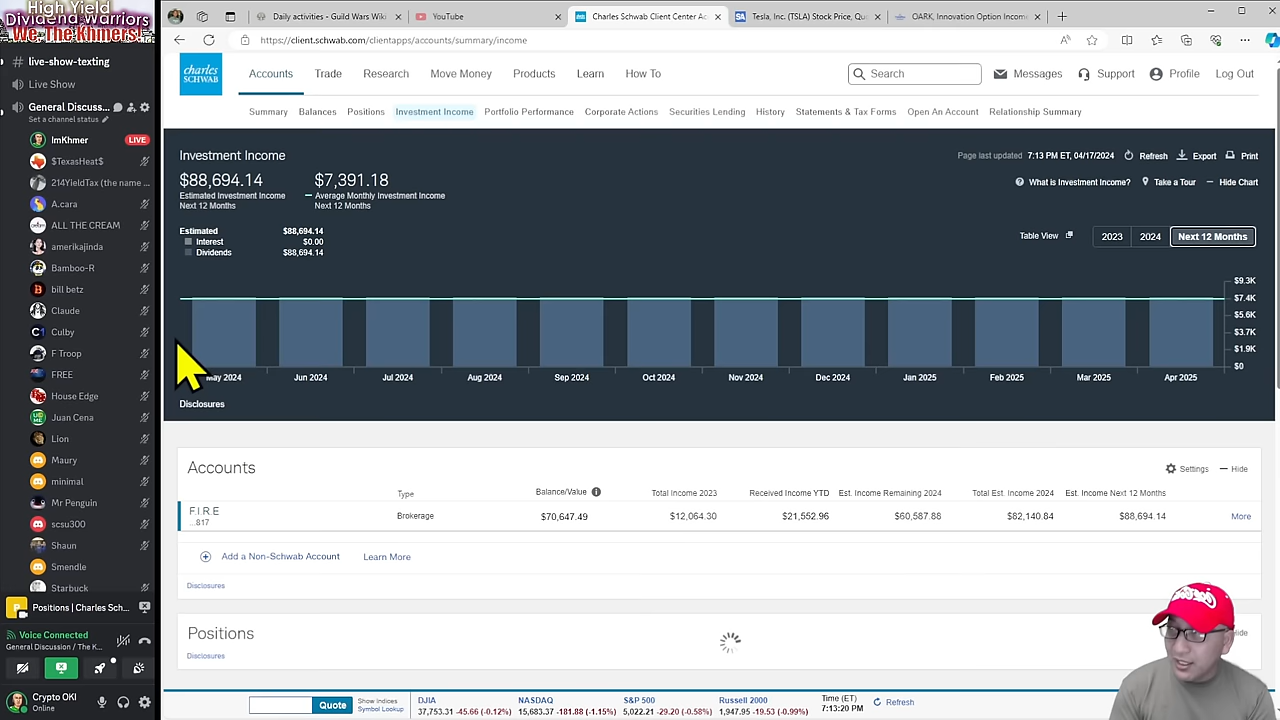 High Yield
Dividend Warriors
We The Khmers!
# live-show-texting
Live Show
General Discuss...
Set a channel status
ImKhmer LIVE
$TexasHeat$
214YieldTax (the name ...
A.cara
ALL THE CREAM
amerikajinda
Bamboo-R
bill betz
Claude
Culby
F Troop
FREE
House Edge
Juan Cena
Lion
Maury
minimal
Mr Penguin
scsu300
Shaun
Smendle
Starbuck
Positions | Charles Sch...
Voice Connected
General Discussion / The K...
Crypto OKI
Online
Daily activities - Guild Wars Wiki
YouTube
Charles Schwab Client Center Ac
Tesla, Inc. (TSLA) Stock Price, Qu
OARK, Innovation Option Income
https://client.schwab.com/clientapps/accounts/summary/income
charles
SCHWAB
Accounts Trade Research Move Money Products Learn How To
Search
Messages Support Profile Log Out
Summary Balances Positions Investment Income Portfolio Performance Corporate Actions Securities Lending History Statements & Tax Forms Open An Account Relationship Summary
Investment Income
Page last updated 7:13 PM ET, 04/17/2024 Refresh Export Print
$88,694.14 $7,391.18
Estimated Investment Income Average Monthly Investment Income
Next 12 Months Next 12 Months
What is Investment Income? Take a Tour Hide Chart
Estimated $88,694.14
Interest $0.00
Dividends $88,694.14
Table View 2023 2024 Next 12 Months
$9.3K
$7.4K
$5.6K
$3.7K
$1.9K
$0
May 2024 Jun 2024 Jul 2024 Aug 2024 Sep 2024 Oct 2024 Nov 2024 Dec 2024 Jan 2025 Feb 2025 Mar 2025 Apr 2025
Disclosures
Accounts
Settings Hide
Type Balance/Value Total Income 2023 Received Income YTD Est. Income Remaining 2024 Total Est. Income 2024 Est. Income Next 12 Months
F.I.R.E Brokerage $70,647.49 $12,064.30 $21,552.96 $60,587.88 $82,140.84 $88,694.14 More
...817
Add a Non-Schwab Account Learn More
Disclosures
Positions
Disclosures
Quote
Show Indices
Symbol Lookup
DJIA
37,753.31 -45.66 (-0.12%)
NASDAQ
15,683.37 -181.88 (-1.15%)
S&P 500
5,022.21 -29.20 (-0.58%)
Russell 2000
1,947.95 -19.53 (-0.99%)
Time (ET)
7:13:20 PM
Refresh